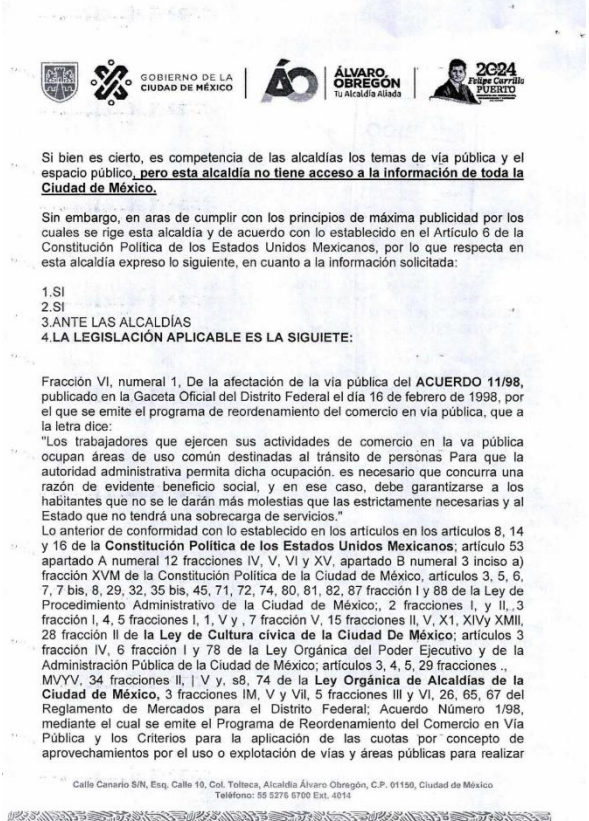 GOBIERNO DE LA
CIUDAD DE MÉXICO
ÁO
ÁLVARO
OBREGÓN
Tu Alcaldía Aliada
2024
Felipe Carrillo
PUERTO
Si bien es cierto, es competencia de las alcaldías los temas de vía pública y el
espacio público, pero esta alcaldía no tiene acceso a la información de toda la
Ciudad de México.
Sin embargo, en aras de cumplir con los principios de máxima publicidad por los
cuales se rige esta alcaldía y de acuerdo con lo establecido en el Artículo 6 de la
Constitución Política de los Estados Unidos Mexicanos, por lo que respecta en
esta alcaldía expreso lo siguiente, en cuanto a la información solicitada:
1.SI
2.SI
3.ANTE LAS ALCALDÍAS
4.LA LEGISLACIÓN APLICABLE ES LA SIGUIETE:
Fracción VI, numeral 1, De la afectación de la vía pública del ACUERDO 11/98,
publicado en la Gaceta Oficial del Distrito Federal el día 16 de febrero de 1998, por
el que se emite el programa de reordenamiento del comercio en vía pública, que a
la letra dice:
"Los trabajadores que ejercen sus actividades de comercio en la va pública
ocupan áreas de uso común destinadas al tránsito de personas Para que la
autoridad administrativa permita dicha ocupación. es necesario que concurra una
razón de evidente beneficio social, y en ese caso, debe garantizarse a los
habitantes que no se le darán más molestias que las estrictamente necesarias y al
Estado que no tendrá una sobrecarga de servicios."
Lo anterior de conformidad con lo establecido en los artículos en los artículos 8, 14
y 16 de la Constitución Política de los Estados Unidos Mexicanos; artículo 53
apartado A numeral 12 fracciones IV, V, VI y XV, apartado B numeral 3 inciso a)
fracción XVM de la Constitución Política de la Ciudad de México, artículos 3, 5, 6,
7, 7 bis, 8, 29, 32, 35 bis, 45, 71, 72, 74, 80, 81, 82, 87 fracción I y 88 de la Ley de
Procedimiento Administrativo de la Ciudad de México;, 2 fracciones I, y II, 3
fracción I, 4, 5 fracciones I, 1, V y , 7 fracción V, 15 fracciones II, V, X1, XIVy XMII,
28 fracción II de la Ley de Cultura cívica de la Ciudad De México; artículos 3
fracción IV, 6 fracción I y 78 de la Ley Orgánica del Poder Ejecutivo y de la
Administración Pública de la Ciudad de México; artículos 3, 4, 5, 29 fracciones .,
MVYV, 34 fracciones II, | V y, s8, 74 de la Ley Orgánica de Alcaldías de la
Ciudad de México, 3 fracciones IM, V y Vil, 5 fracciones III y VI, 26, 65, 67 del
Reglamento de Mercados para el Distrito Federal; Acuerdo Número 1/98,
mediante el cual se emite el Programa de Reordenamiento del Comercio en Vía
Pública y los Criterios para la aplicación de las cuotas por concepto de
aprovechamientos por el uso o explotación de vías y áreas públicas para realizar
Calle Canario S/N, Esq. Calle 10, Col. Tolteca, Alcaldía Álvaro Obregón, C.P. 01150, Ciudad de México
Teléfono: 55 5276 6700 Ext. 4014